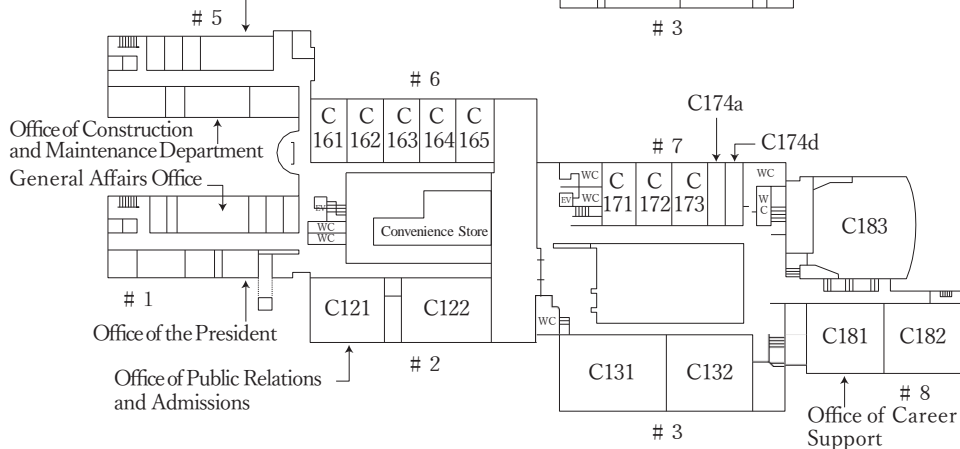 # 3
# 5
# 6
C174a
C 161
C 162
C 163
C 164
C 165
Office of Construction
and Maintenance Department
# 7
C174d
General Affairs Office
WC
WC
WC
EV
C 171
C 172
C 173
WC
EV
WC
WC
Convenience Store
C183
# 1
C121
C122
Office of the President
WC
C181
C182
# 2
C131
C132
Office of Public Relations
and Admissions
# 8
Office of Career
Support
# 3